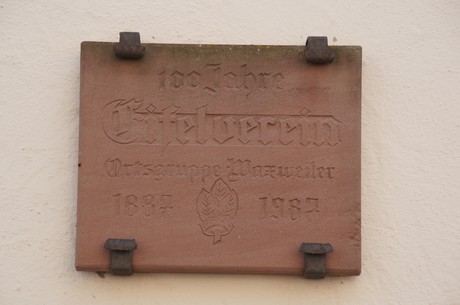 100 Jahre
Eifelverein
Ortsgruppe Waxweiler
1887 1987